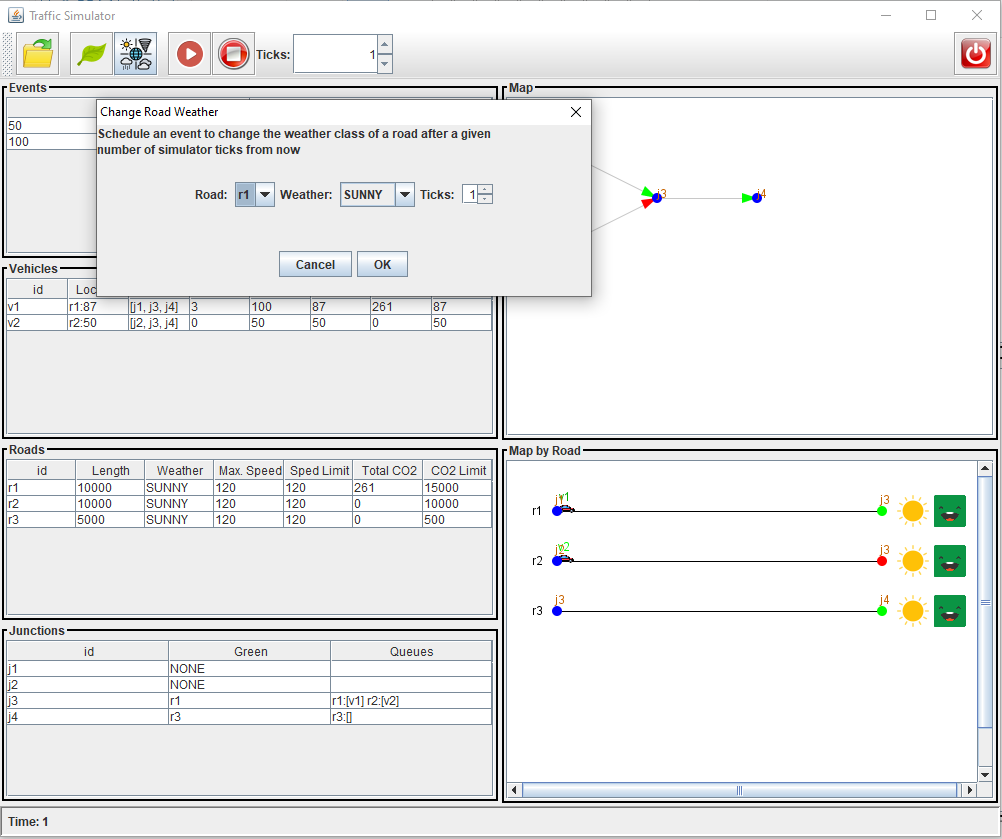 Traffic Simulator
Ticks: 1
Events
50
100
Change Road Weather
Schedule an event to change the weather class of a road after a given
number of simulator ticks from now
Road: r1 Weather: SUNNY Ticks: 1
Cancel OK
Map
j3 j4
Vehicles
id Loc
v1 r1:87 [j1, j3, j4] 3 100 87 261 87
v2 r2:50 [j2, j3, j4] 0 50 50 0 50
Roads
id Length Weather Max. Speed Sped Limit Total CO2 CO2 Limit
r1 10000 SUNNY 120 120 261 15000
r2 10000 SUNNY 120 120 0 10000
r3 5000 SUNNY 120 120 0 500
Map by Road
v1 j3
r1
v2 j3
r2
j3 j4
r3
Junctions
id Green Queues
j1 NONE
j2 NONE
j3 r1 r1:[v1] r2:[v2]
j4 r3 r3:[]
Time: 1